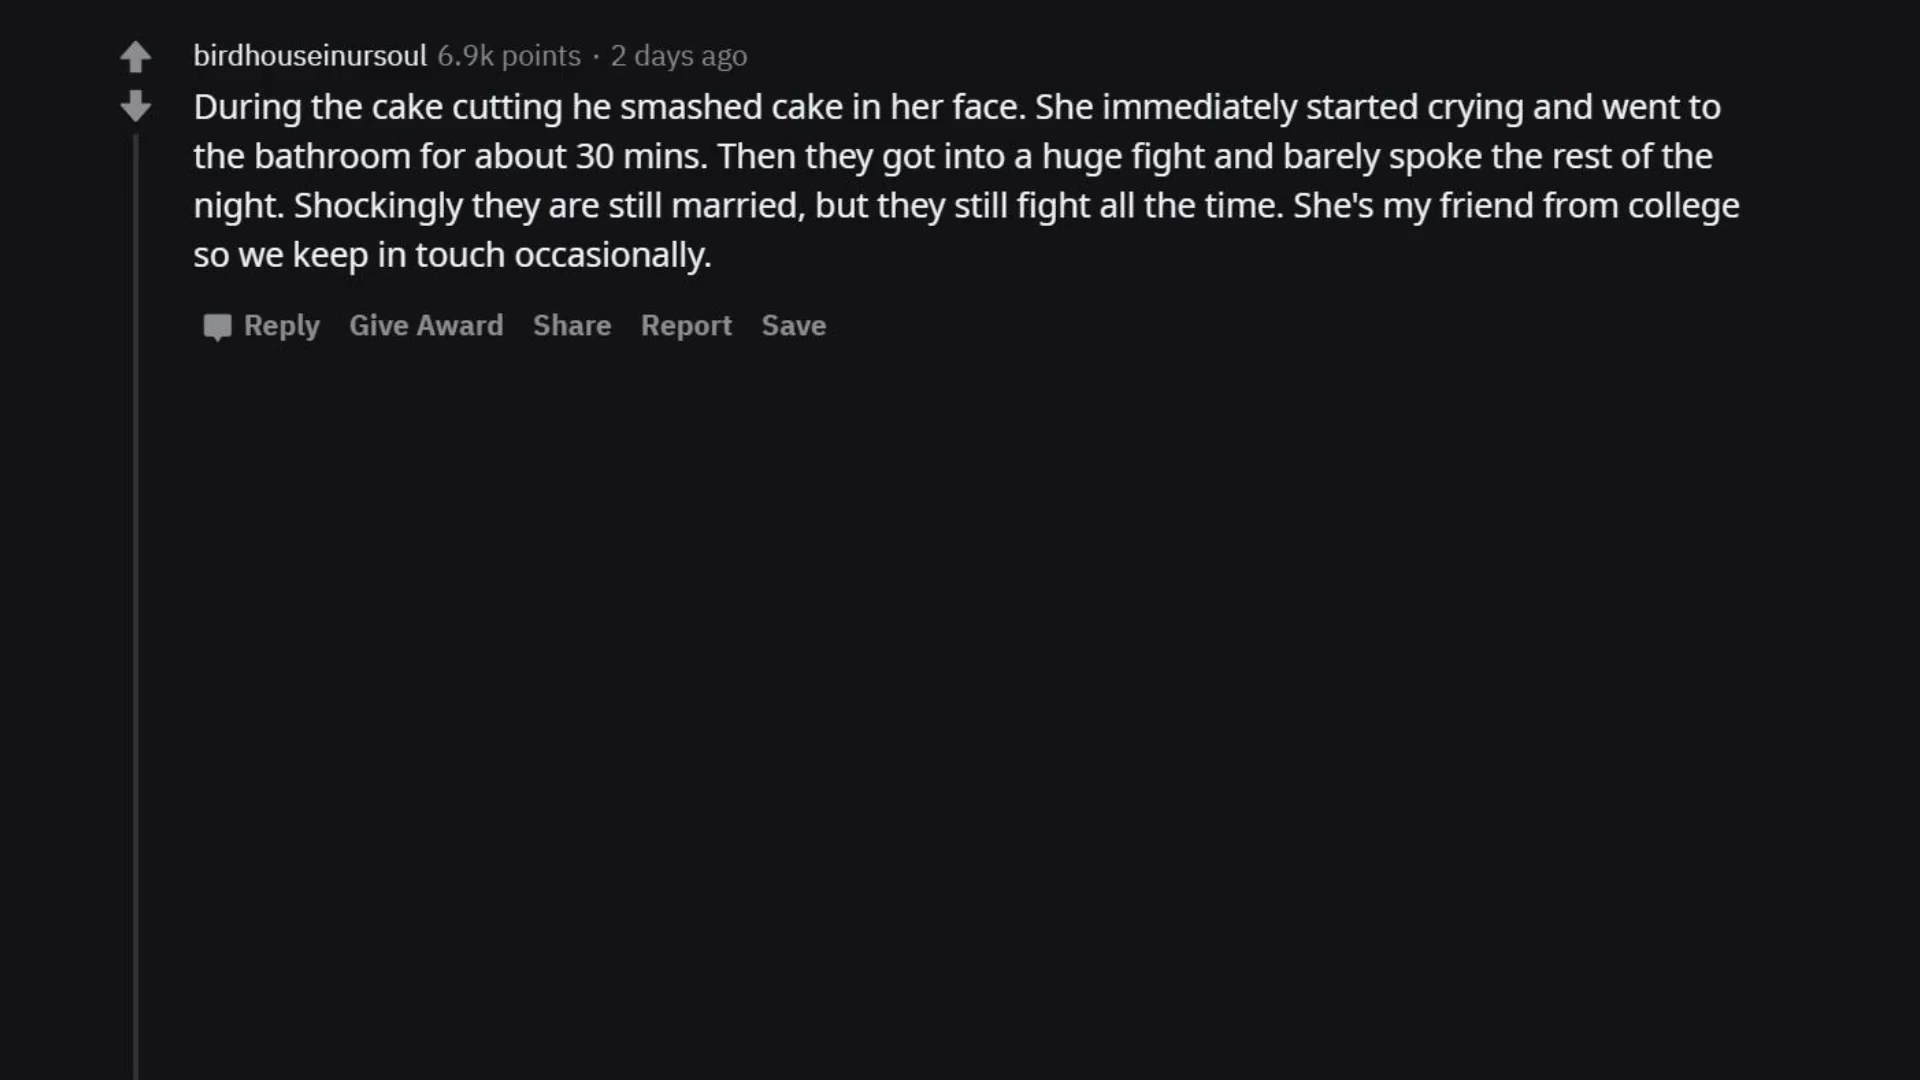 birdhouseinursoul 6.9k points · 2 days ago
During the cake cutting he smashed cake in her face. She immediately started crying and went to
the bathroom for about 30 mins. Then they got into a huge fight and barely spoke the rest of the
night. Shockingly they are still married, but they still fight all the time. She's my friend from college
so we keep in touch occasionally.
Reply Give Award Share Report Save